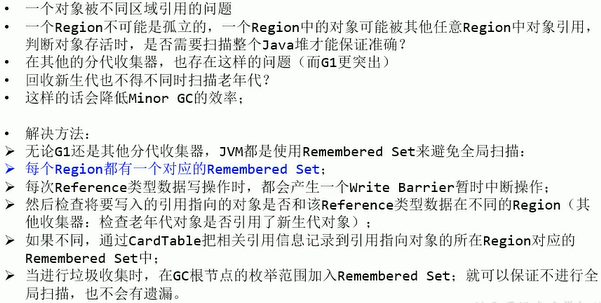 • 一个对象被不同区域引用的问题
• 一个Region不可能是孤立的，一个Region中的对象可能被其他任意Region中对象引用，
判断对象存活时，是否需要扫描整个Java堆才能保证准确？
• 在其他的分代收集器，也存在这样的问题（而G1更突出）
• 回收新生代也不得不同时扫描老年代？
• 这样的话会降低Minor GC的效率；
• 解决方法：
➢ 无论G1还是其他分代收集器，JVM都是使用Remembered Set来避免全局扫描：
➢ 每个Region都有一个对应的Remembered Set；
➢ 每次Reference类型数据写操作时，都会产生一个Write Barrier暂时中断操作；
➢ 然后检查将要写入的引用指向的对象是否和该Reference类型数据在不同的Region（其
他收集器：检查老年代对象是否引用了新生代对象）；
➢ 如果不同，通过CardTable把相关引用信息记录到引用指向对象的所在Region对应的
Remembered Set中；
➢ 当进行垃圾收集时，在GC根节点的枚举范围加入Remembered Set；就可以保证不进行全
局扫描，也不会有遗漏。